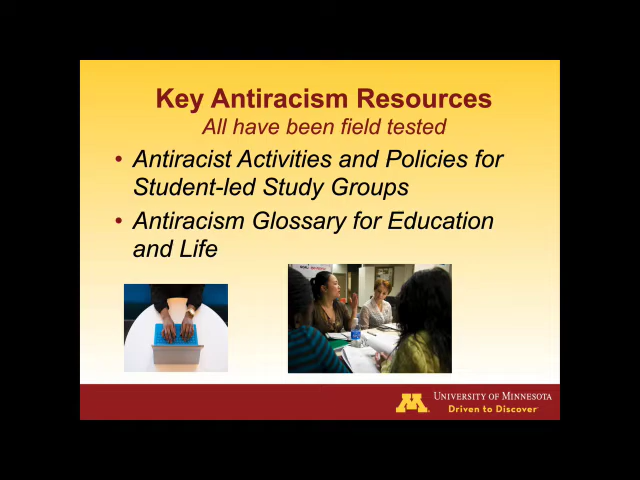 Key Antiracism Resources
All have been field tested
• Antiracist Activities and Policies for
Student-led Study Groups
• Antiracism Glossary for Education
and Life
M
UNIVERSITY OF MINNESOTA
Driven to Discover